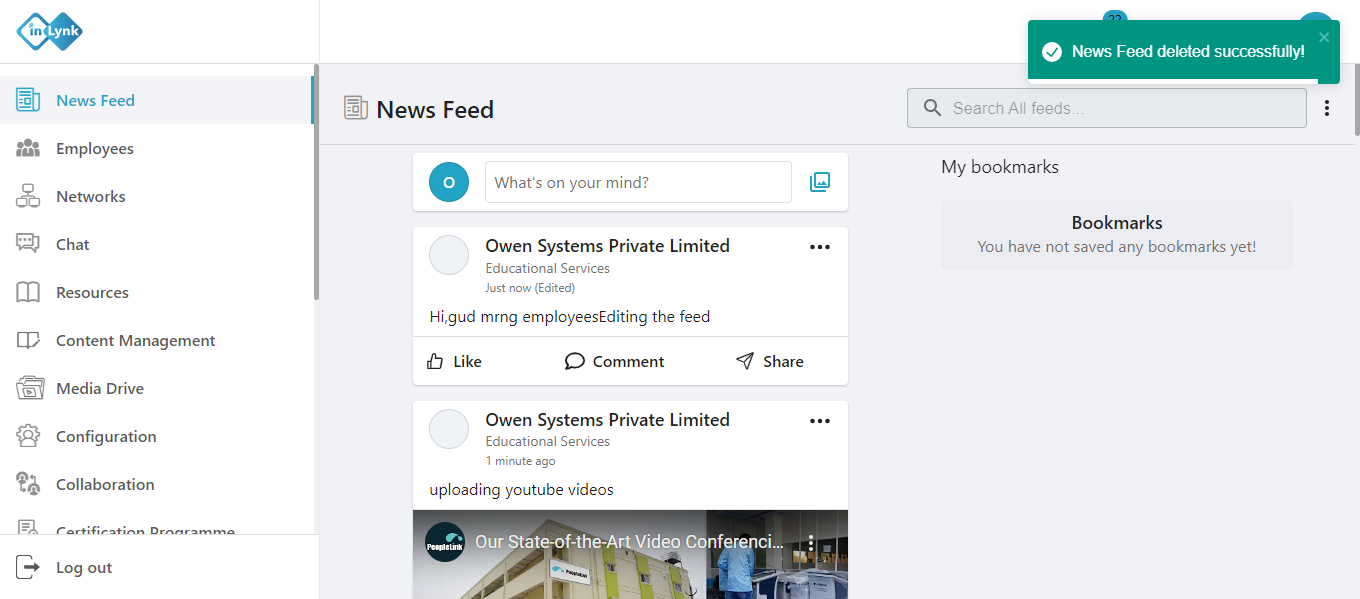 inLynk
22
News Feed deleted successfully!
News Feed
Employees
Networks
Chat
Resources
Content Management
Media Drive
Configuration
Collaboration
Certification Programme
Log out
News Feed
Search All feeds...
O
What's on your mind?
Owen Systems Private Limited
Educational Services
Just now (Edited)
Hi,gud mrng employeesEditing the feed
Like
Comment
Share
Owen Systems Private Limited
Educational Services
1 minute ago
uploading youtube videos
PeopleLink
Our State-of-the-Art Video Conferenci...
PeopleLink
My bookmarks
Bookmarks
You have not saved any bookmarks yet!